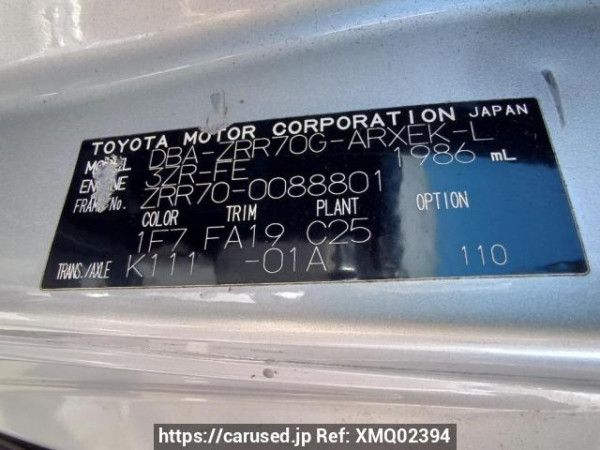 TOYOTA MOTOR CORPORATION JAPAN
MODEL DBA-ZRR70G-ARXEK-L
ENGINE 3ZR-FE 1986 mL
FRAME No. ZRR70-0088801
COLOR TRIM PLANT OPTION
1F7 FA19 C25
TRANS./AXLE K111 -01A 110
https://carused.jp Ref: XMQ02394